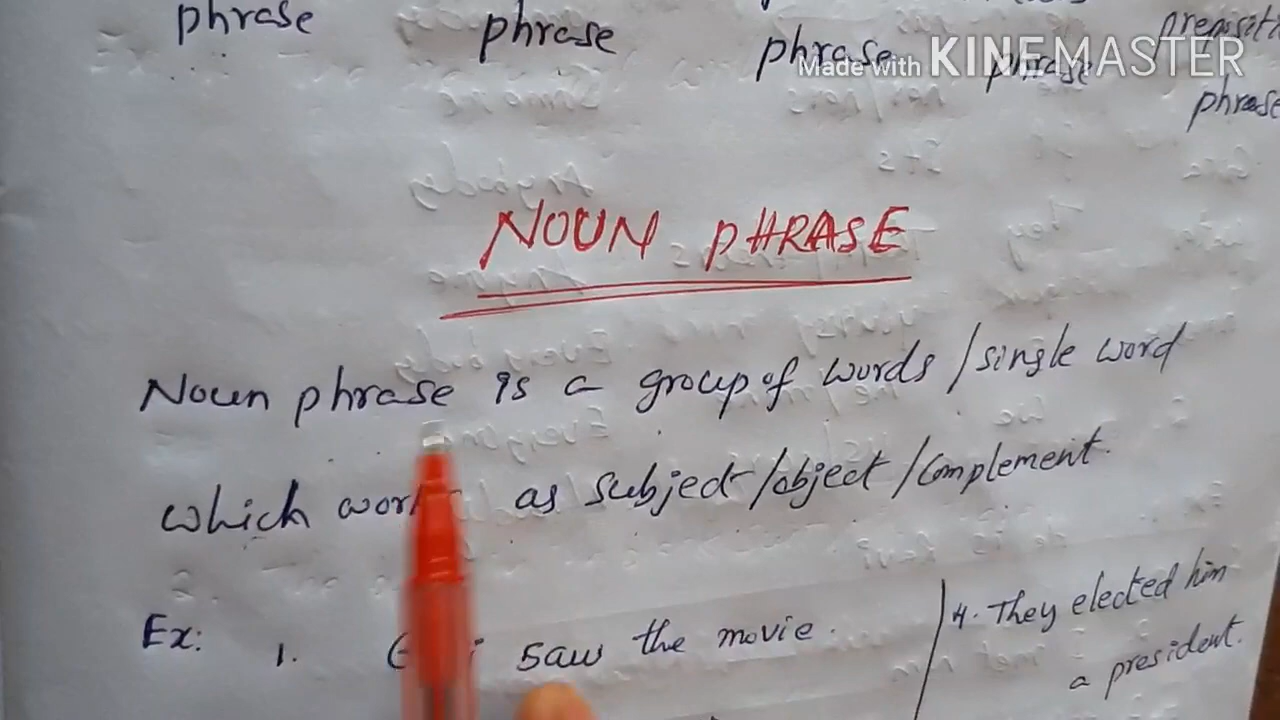 phrase phrase phrase phrase
phrase
Made with KINEMASTER
NOUN PHRASE
Noun phrase is a group of words / single word
which as subject / object / complement.
Ex: 1. saw the movie.
4. They elected him
a president.